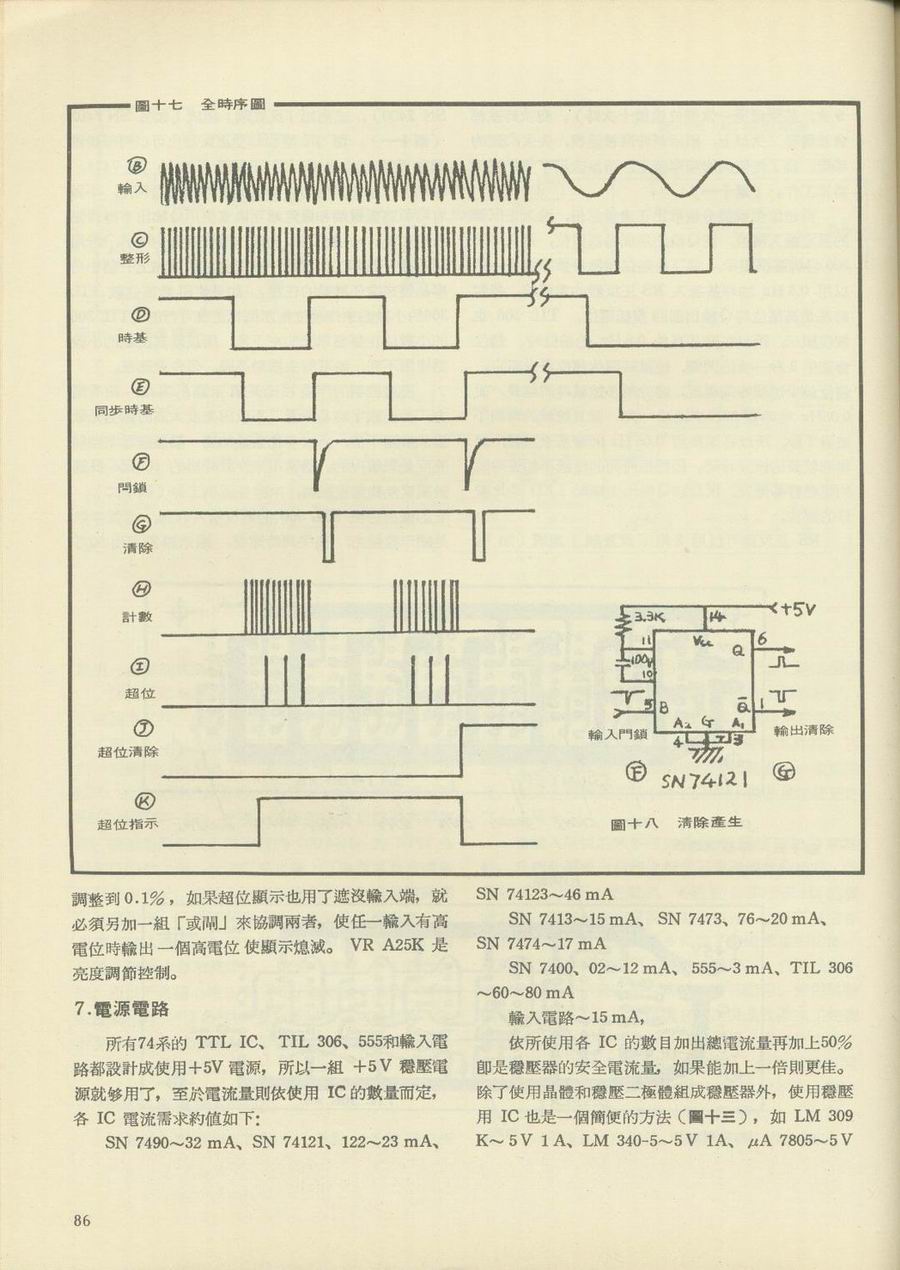 圖十七 全時序圖
Ⓑ
輸入
Ⓒ
整形
Ⓓ
時基
Ⓔ
同步時基
Ⓕ
閂鎖
Ⓖ
清除
Ⓗ
計數
Ⓘ
超位
Ⓙ
超位清除
Ⓚ
超位指示
+5V
3.3K
14
11
Vcc
Q
6
100μ
10
5
B
Q̅
1
A₂ G A₁
4
7
3
輸入門鎖
輸出清除
Ⓕ
SN74121
Ⓖ
圖十八 清除產生
調整到0.1%，如果超位顯示也用了遮沒輸入端，就
必須另加一組「或閘」來協調兩者，使任一輸入有高
電位時輸出一個高電位使顯示熄滅。 VR A25K 是
亮度調節控制。
7.電源電路
所有74系的 TTL IC、 TIL 306、555和輸入電
路都設計成使用+5V 電源，所以一組 +5V 穩壓電
源就够用了，至於電流量則依使用 IC的數量而定，
各 IC 電流需求約值如下:
SN 7490～32 mA、SN 74121、122～23 mA、
SN 74123～46 mA
SN 7413～15 mA、 SN 7473、76～20 mA、
SN 7474～17 mA
SN 7400、02～12 mA、 555～3 mA、TIL 306
～60～80 mA
輸入電路～15 mA，
依所使用各 IC 的數目加出總電流量再加上50%
卽是穩壓器的安全電流量，如果能加上一倍則更佳。
除了使用晶體和穩壓二極體組成穩壓器外，使用穩壓
用 IC 也是一個簡便的方法（圖十三），如 LM 309
K～ 5V 1 A、LM 340-5～5 V 1A、 μA 7805～5 V
86